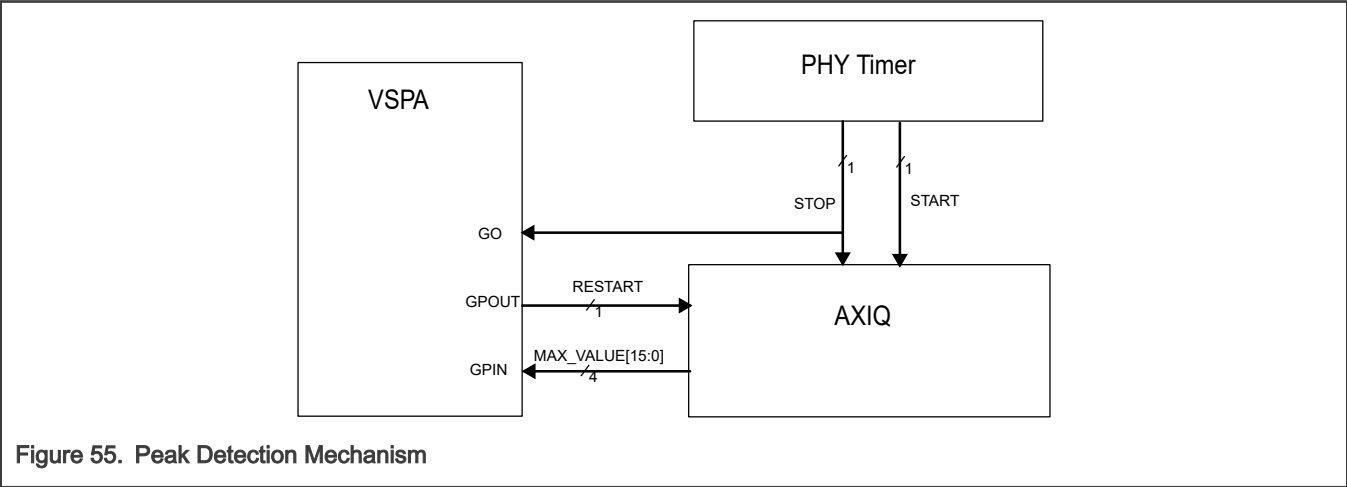 PHY Timer
VSPA
1
1
STOP
START
GO
RESTART
GPOUT
1
AXIQ
MAX_VALUE[15:0]
GPIN
4
Figure 55. Peak Detection Mechanism